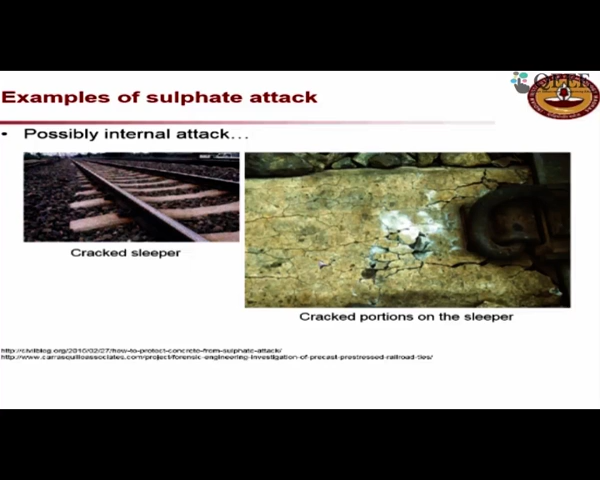 QEEE
Examples of sulphate attack
• Possibly internal attack…
Cracked sleeper
Cracked portions on the sleeper
http://civilblog.org/2016/02/27/how-to-protect-concrete-from-sulphate-attack/
http://www.carrasquilloassociates.com/project/forensic-engineering-investigation-of-precast-prestressed-railroad-ties/